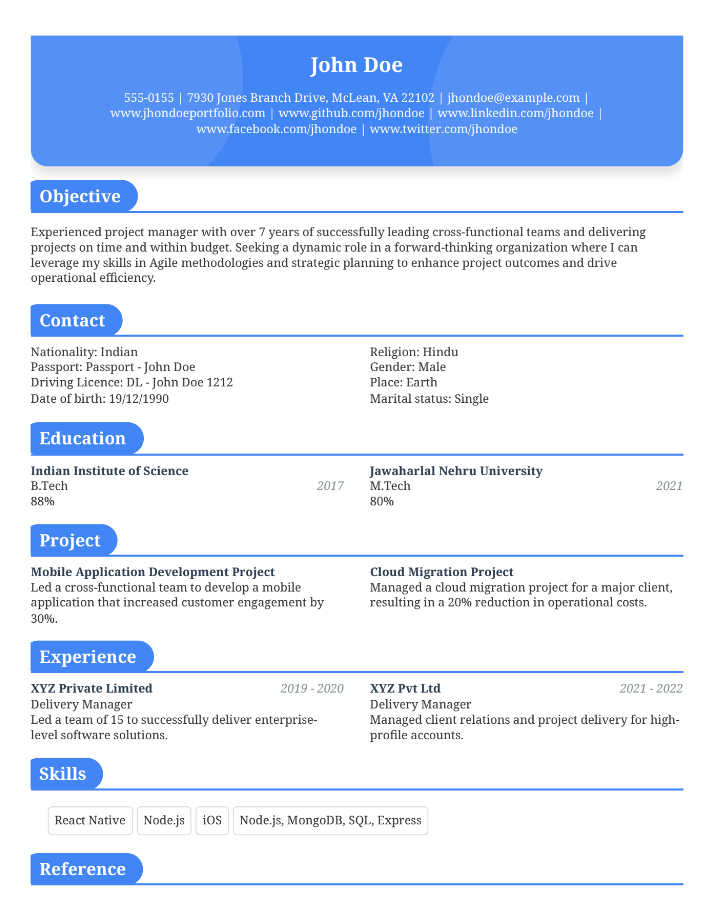 John Doe
555-0155 | 7930 Jones Branch Drive, McLean, VA 22102 | jhondoe@example.com |
www.jhondoeportfolio.com | www.github.com/jhondoe | www.linkedin.com/jhondoe |
www.facebook.com/jhondoe | www.twitter.com/jhondoe
Objective
Experienced project manager with over 7 years of successfully leading cross-functional teams and delivering
projects on time and within budget. Seeking a dynamic role in a forward-thinking organization where I can
leverage my skills in Agile methodologies and strategic planning to enhance project outcomes and drive
operational efficiency.
Contact
Nationality: Indian
Passport: Passport - John Doe
Driving Licence: DL - John Doe 1212
Date of birth: 19/12/1990
Religion: Hindu
Gender: Male
Place: Earth
Marital status: Single
Education
Indian Institute of Science
B.Tech 2017
88%
Jawaharlal Nehru University
M.Tech 2021
80%
Project
Mobile Application Development Project
Led a cross-functional team to develop a mobile
application that increased customer engagement by
30%.
Cloud Migration Project
Managed a cloud migration project for a major client,
resulting in a 20% reduction in operational costs.
Experience
XYZ Private Limited 2019 - 2020
Delivery Manager
Led a team of 15 to successfully deliver enterprise-
level software solutions.
XYZ Pvt Ltd 2021 - 2022
Delivery Manager
Managed client relations and project delivery for high-
profile accounts.
Skills
React Native Node.js iOS Node.js, MongoDB, SQL, Express
Reference